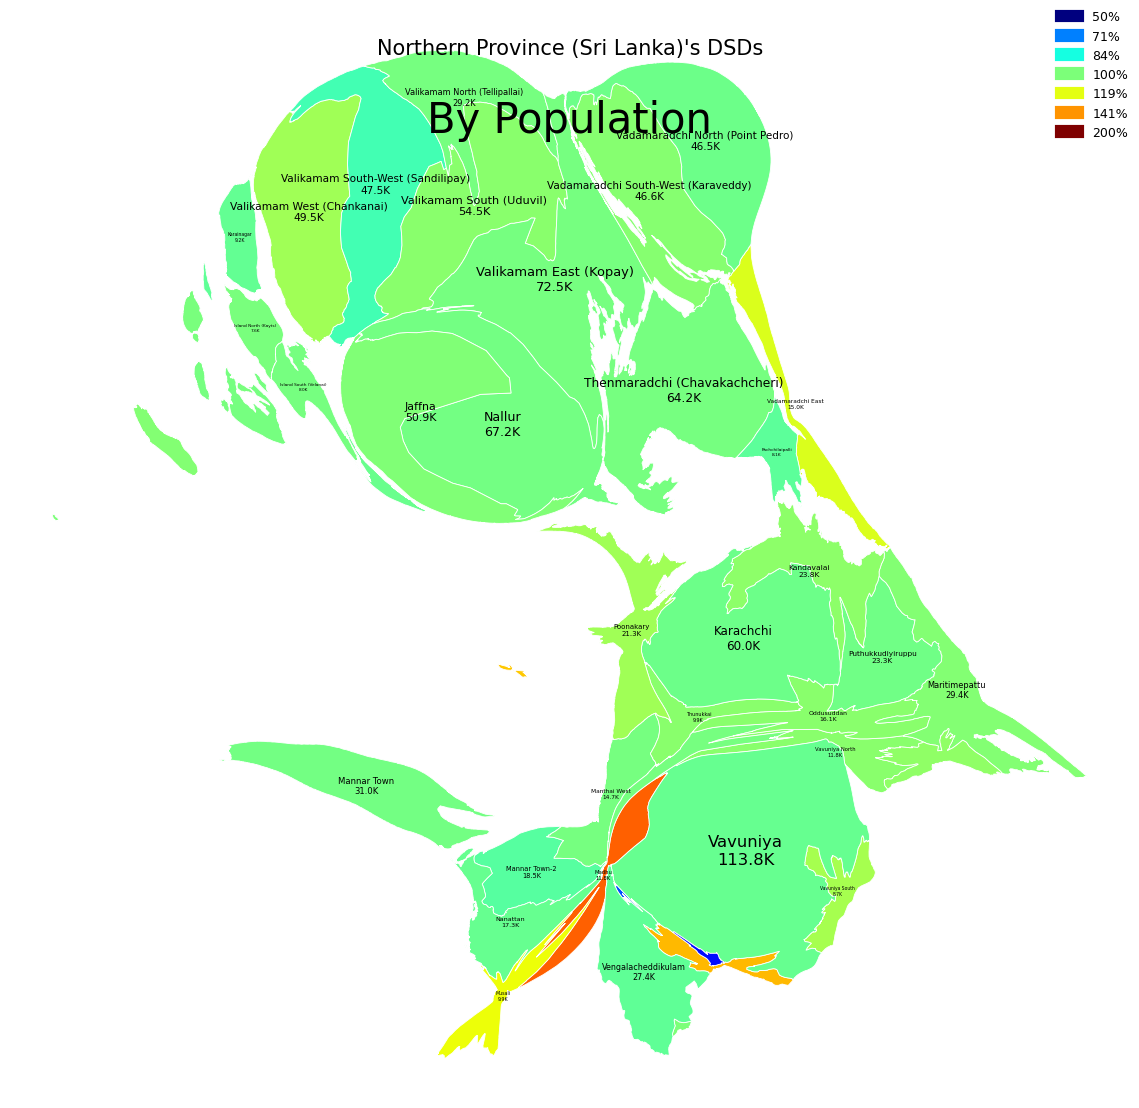 Northern Province (Sri Lanka)'s DSDs
By Population
50%
71%
84%
100%
119%
141%
200%
Valikamam North (Tellipallai)
29.2K
Vadamaradchi North (Point Pedro)
46.5K
Valikamam South-West (Sandilipay)
47.5K
Vadamaradchi South-West (Karaveddy)
46.6K
Valikamam West (Chankanai)
49.5K
Valikamam South (Uduvil)
54.5K
Karainagar
9.2K
Valikamam East (Kopay)
72.5K
Island North (Kayts)
Island South (Velanai)
8.0K
Thenmaradchi (Chavakachcheri)
64.2K
Vadamaradchi East
15.0K
Jaffna
50.9K
Nallur
67.2K
Pachchilaipalli
8.1K
Kandavalai
23.8K
Poonakary
21.3K
Karachchi
60.0K
Puthukkudiyiruppu
23.3K
Maritimepattu
29.4K
Thunukkai
9.9K
Oddusuddan
16.1K
Vavuniya North
11.8K
Mannar Town
31.0K
Manthai West
14.7K
Vavuniya
113.8K
Mannar Town-2
18.5K
Madhu
Vavuniya South
8.7K
Nanattan
17.3K
Vengalacheddikulam
27.4K
Musali
9.9K